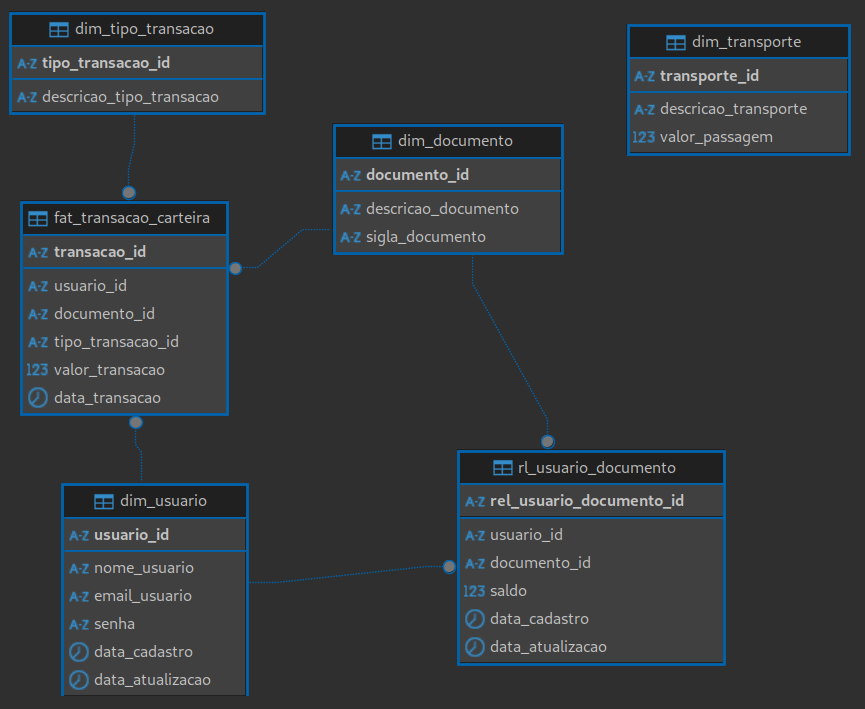 dim_tipo_transacao
A-Z tipo_transacao_id
A-Z descricao_tipo_transacao
dim_transporte
A-Z transporte_id
A-Z descricao_transporte
123 valor_passagem
dim_documento
A-Z documento_id
A-Z descricao_documento
A-Z sigla_documento
fat_transacao_carteira
A-Z transacao_id
A-Z usuario_id
A-Z documento_id
A-Z tipo_transacao_id
123 valor_transacao
data_transacao
rl_usuario_documento
A-Z rel_usuario_documento_id
A-Z usuario_id
A-Z documento_id
123 saldo
data_cadastro
data_atualizacao
dim_usuario
A-Z usuario_id
A-Z nome_usuario
A-Z email_usuario
A-Z senha
data_cadastro
data_atualizacao